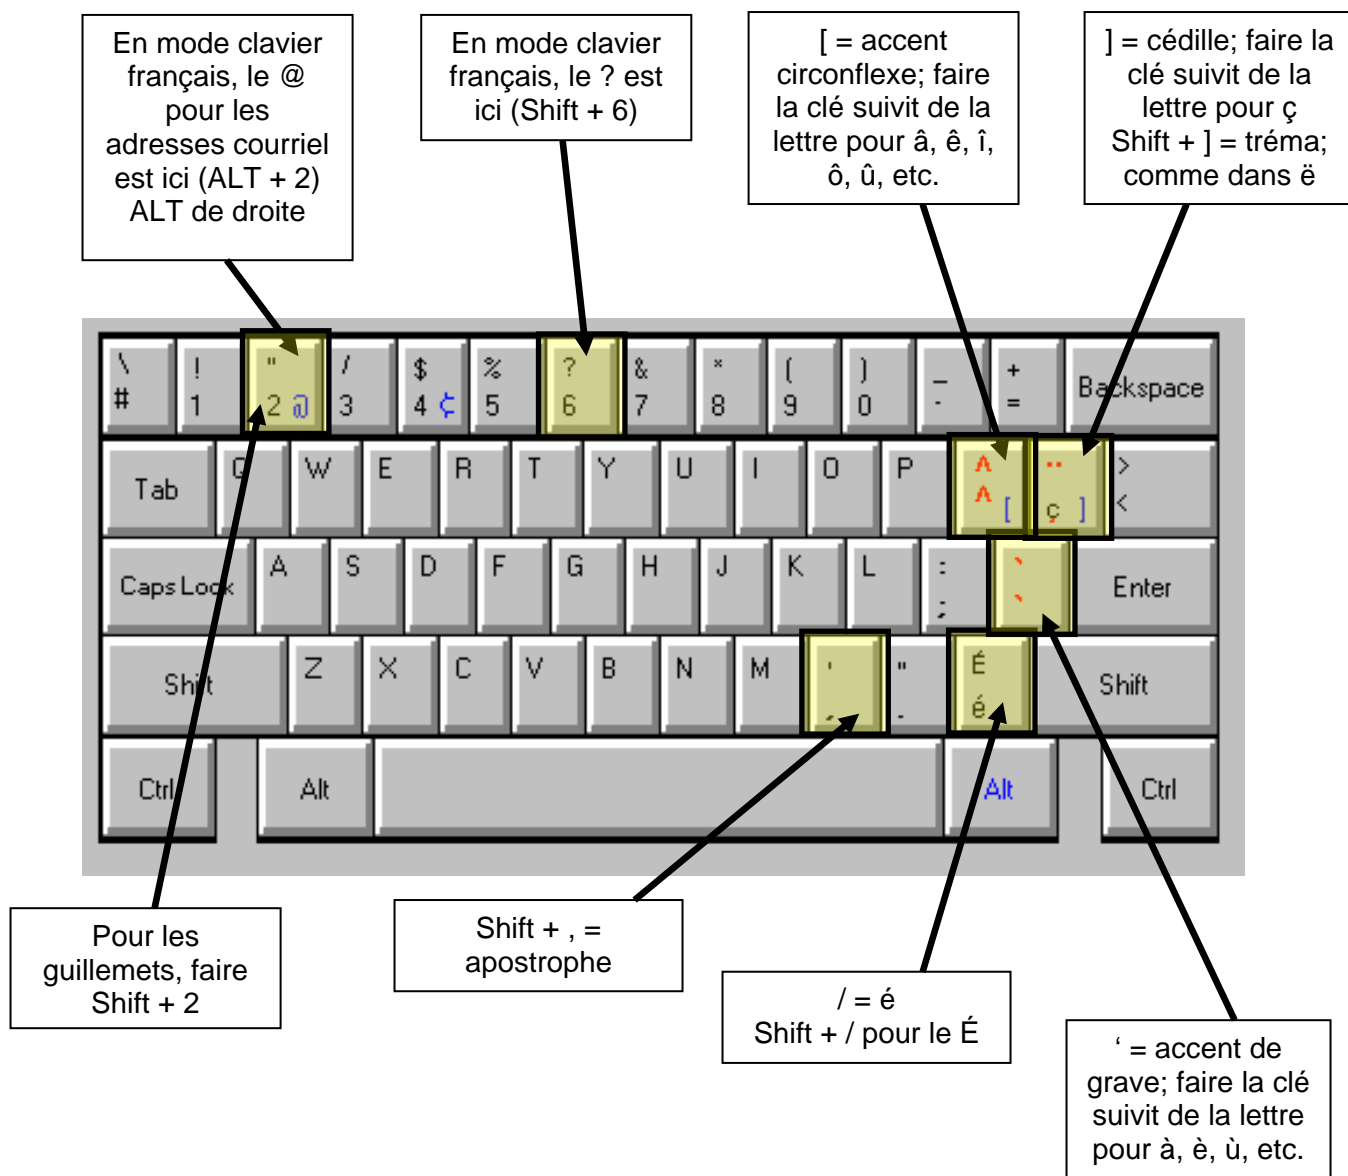 En mode clavier
français, le @
pour les
adresses courriel
est ici (ALT + 2)
ALT de droite
En mode clavier
français, le ? est
ici (Shift + 6)
[ = accent
circonflexe; faire
la clé suivit de la
lettre pour â, ê, î,
ô, û, etc.
] = cédille; faire la
clé suivit de la
lettre pour ç
Shift + ] = tréma;
comme dans ë
\ ! " / $ % ? & * ( ) _ + Backspace
# 1 2 @ 3 4 ¢ 5 6 7 8 9 0 - =
Tab Q W E R T Y U I O P ^ ¨ >
^ [ ç ] <
Caps Lock A S D F G H J K L : ` Enter
; `
Shift Z X C V B N M ' " É Shift
, . é
Ctrl Alt Alt Ctrl
Pour les
guillemets, faire
Shift + 2
Shift + , =
apostrophe
/ = é
Shift + / pour le É
‘ = accent de
grave; faire la clé
suivit de la lettre
pour à, è, ù, etc.